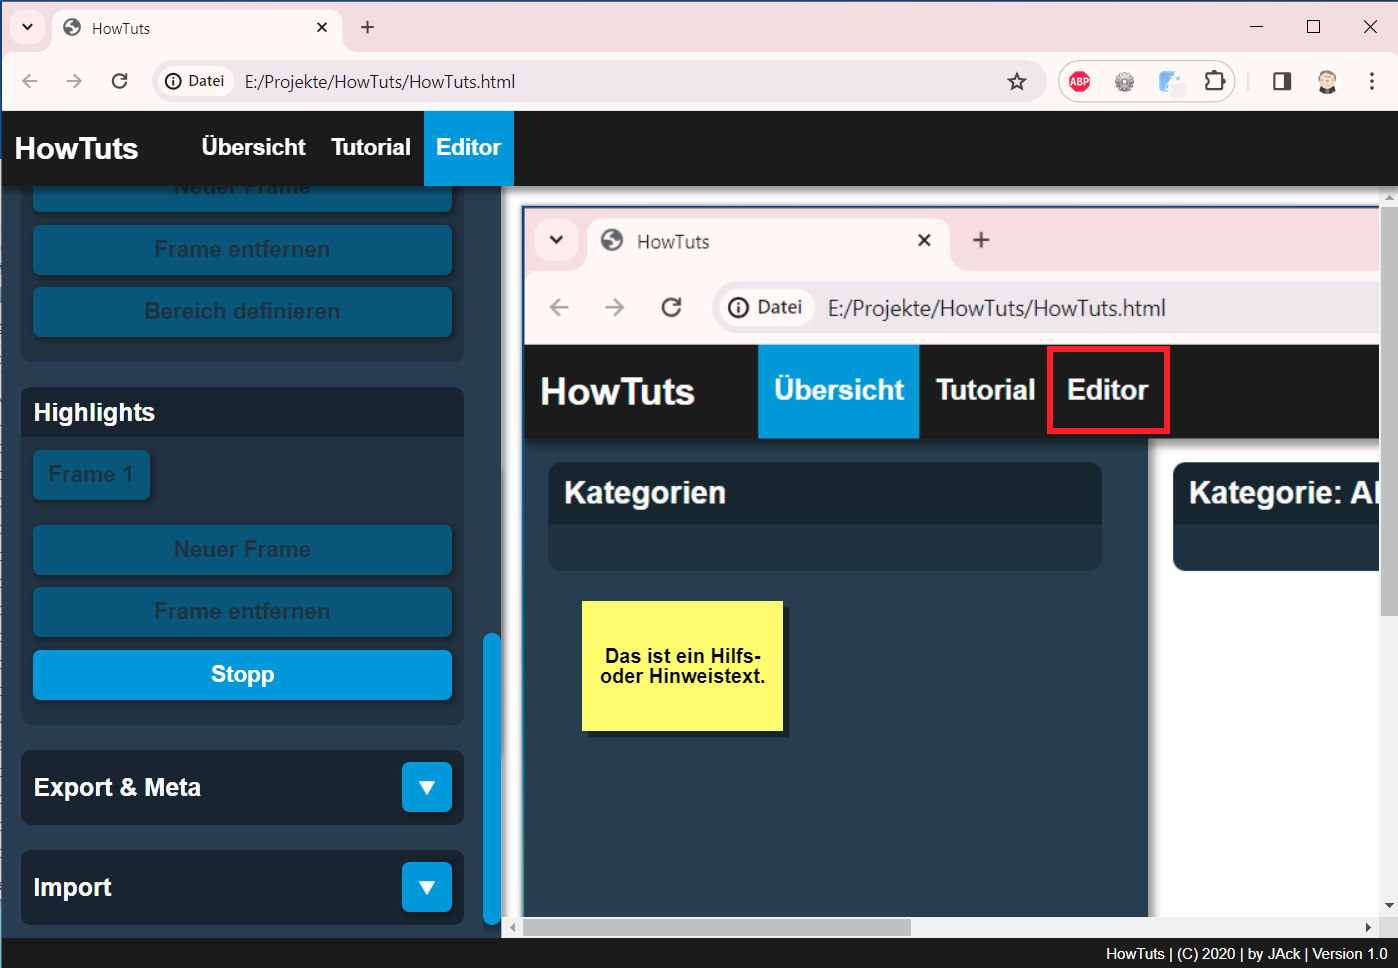 HowTuts
Datei
E:/Projekte/HowTuts/HowTuts.html
ABP
HowTuts
Übersicht
Tutorial
Editor
Neuer Frame
Frame entfernen
Bereich definieren
Highlights
Frame 1
Neuer Frame
Frame entfernen
Stopp
Export & Meta
Import
HowTuts
Datei
E:/Projekte/HowTuts/HowTuts.html
HowTuts
Übersicht
Tutorial
Editor
Kategorien
Kategorie: Al
Das ist ein Hilfs-
oder Hinweistext.
HowTuts | (C) 2020 | by JAck | Version 1.0